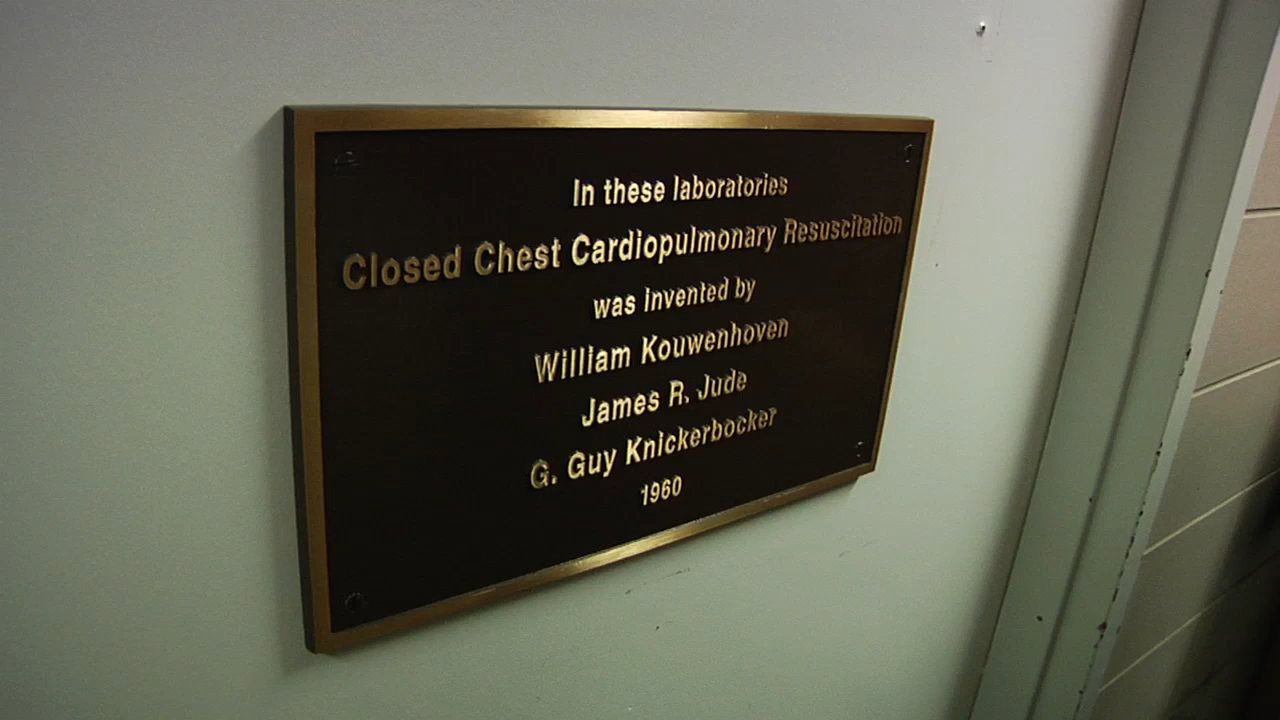 In these laboratories
Closed Chest Cardiopulmonary Resuscitation
was invented by
William Kouwenhoven
James R. Jude
G. Guy Knickerbocker
1960